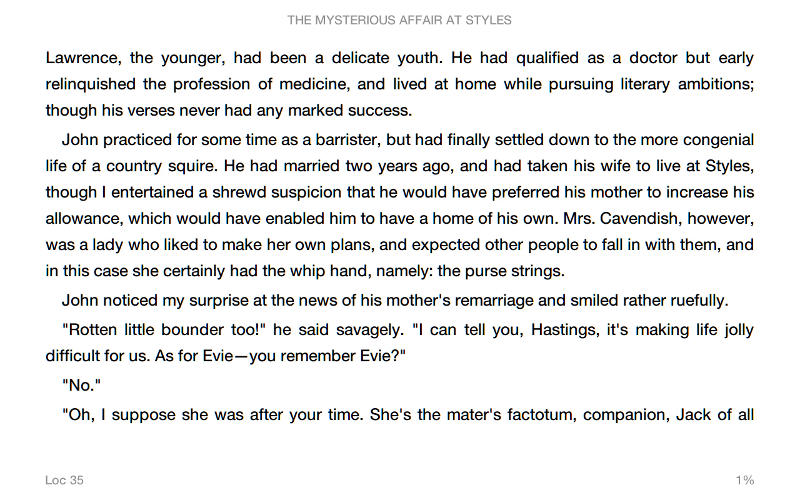 THE MYSTERIOUS AFFAIR AT STYLES
Lawrence, the younger, had been a delicate youth. He had qualified as a doctor but early
relinquished the profession of medicine, and lived at home while pursuing literary ambitions;
though his verses never had any marked success.
John practiced for some time as a barrister, but had finally settled down to the more congenial
life of a country squire. He had married two years ago, and had taken his wife to live at Styles,
though I entertained a shrewd suspicion that he would have preferred his mother to increase his
allowance, which would have enabled him to have a home of his own. Mrs. Cavendish, however,
was a lady who liked to make her own plans, and expected other people to fall in with them, and
in this case she certainly had the whip hand, namely: the purse strings.
John noticed my surprise at the news of his mother's remarriage and smiled rather ruefully.
"Rotten little bounder too!" he said savagely. "I can tell you, Hastings, it's making life jolly
difficult for us. As for Evie—you remember Evie?"
"No."
"Oh, I suppose she was after your time. She's the mater's factotum, companion, Jack of all
Loc 35
1%